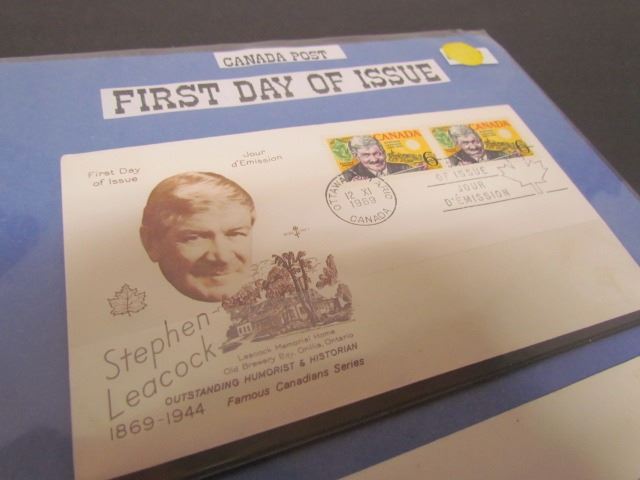 CANADA POST
FIRST DAY OF ISSUE
First Day
of Issue
Jour
d'Émission
CANADA
6
CANADA
6
OTTAWA
12 XI
1969
CANADA
OF ISSUE
JOUR
D'ÉMISSION
Stephen
Leacock
1869-1944
Leacock Memorial Home
Old Brewery Bay, Orillia, Ontario
OUTSTANDING HUMORIST & HISTORIAN
Famous Canadians Series